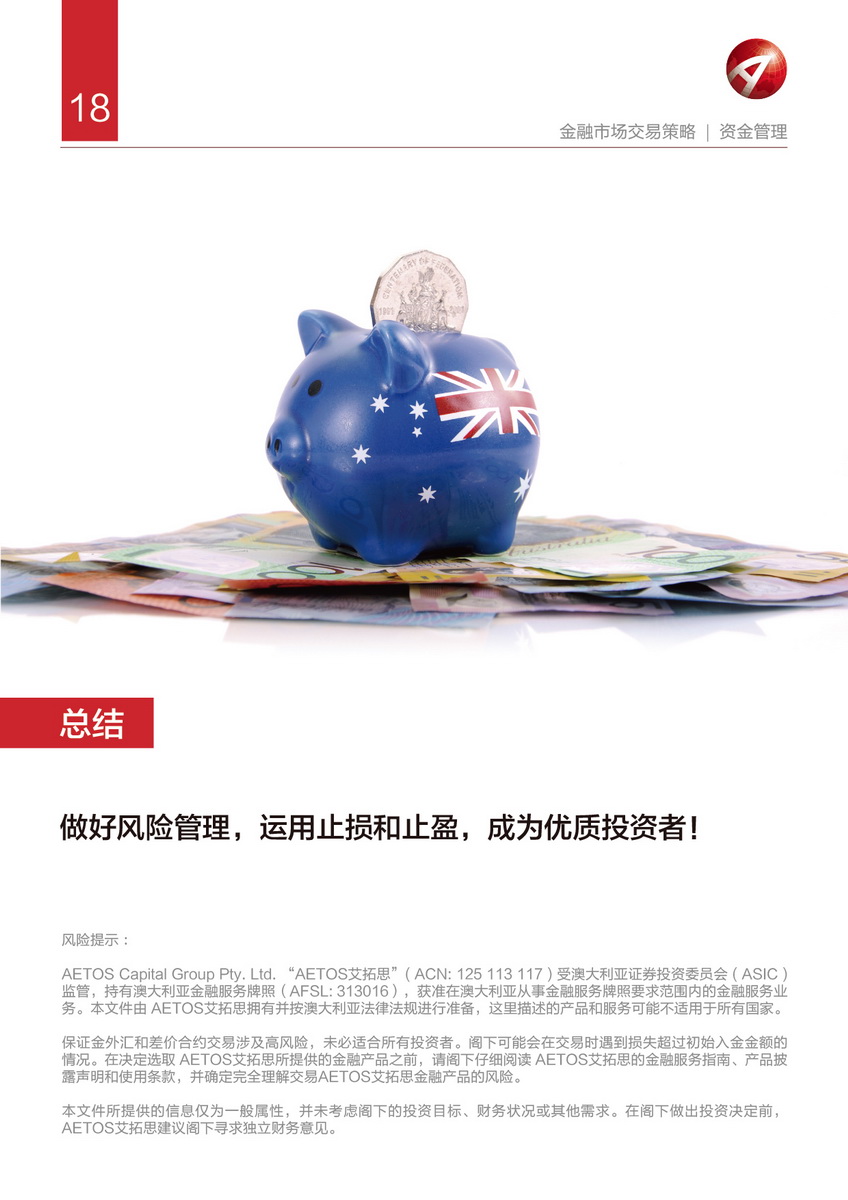 18
金融市场交易策略 | 资金管理
CENTENARY OF FEDERATION
1901 2001
100
总结
做好风险管理，运用止损和止盈，成为优质投资者！
风险提示：
AETOS Capital Group Pty. Ltd. “AETOS艾拓思”（ACN: 125 113 117）受澳大利亚证券投资委员会（ASIC）
监管，持有澳大利亚金融服务牌照（AFSL: 313016），获准在澳大利亚从事金融服务牌照要求范围内的金融服务业
务。本文件由 AETOS艾拓思拥有并按澳大利亚法律法规进行准备，这里描述的产品和服务可能不适用于所有国家。
保证金外汇和差价合约交易涉及高风险，未必适合所有投资者。阁下可能会在交易时遇到损失超过初始入金金额的
情况。在决定选取 AETOS艾拓思所提供的金融产品之前，请阁下仔细阅读 AETOS艾拓思的金融服务指南、产品披
露声明和使用条款，并确定完全理解交易AETOS艾拓思金融产品的风险。
本文件所提供的信息仅为一般属性，并未考虑阁下的投资目标、财务状况或其他需求。在阁下做出投资决定前，
AETOS艾拓思建议阁下寻求独立财务意见。